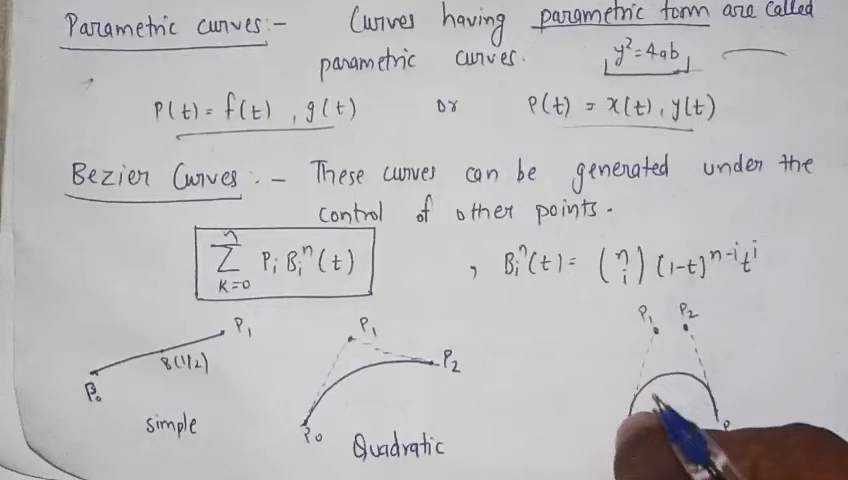 Parametric curves:- Curves having parametric form are called
parametric curves. y²=4ab
P(t) = f(t) , g(t) or P(t) = x(t), y(t)
Bezier Curves :- These curves can be generated under the
control of other points.
n
Σ Pi Bi^n(t) , Bi^n(t) = (n i) (1-t)^n-i t^i
K=0
P1 P1 P1 P2
B(1/2) P2
P0 P0
simple Quadratic